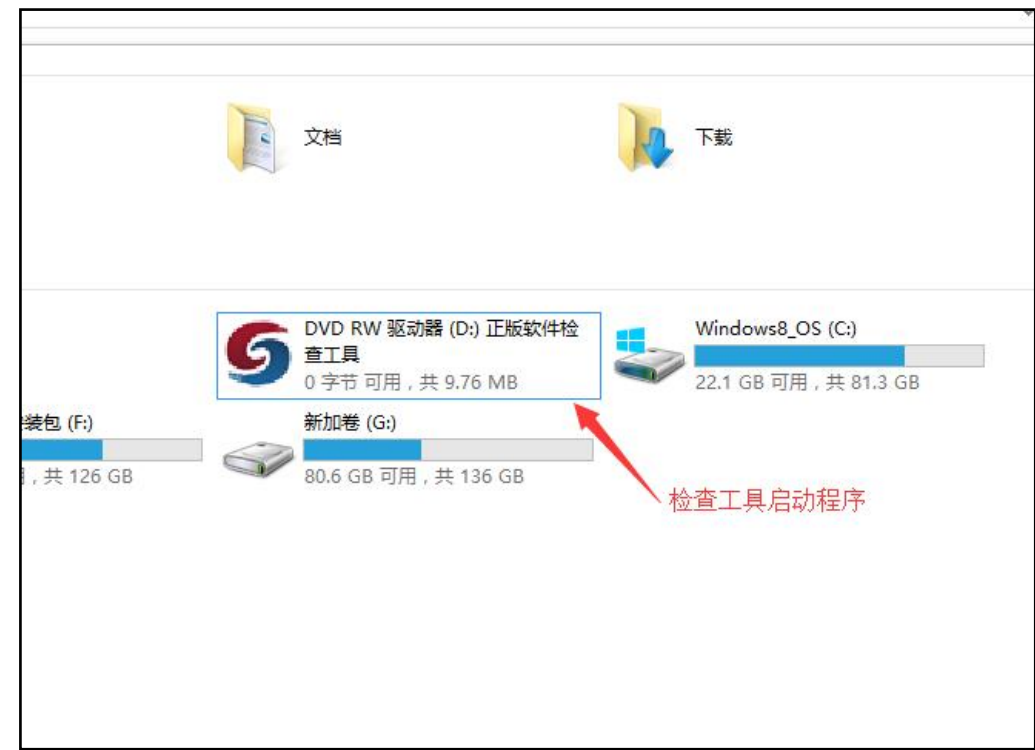 文档
下载
DVD RW 驱动器 (D:) 正版软件检
查工具
0 字节 可用 , 共 9.76 MB
Windows8_OS (C:)
22.1 GB 可用 , 共 81.3 GB
装包 (F:)
, 共 126 GB
新加卷 (G:)
80.6 GB 可用 , 共 136 GB
检查工具启动程序